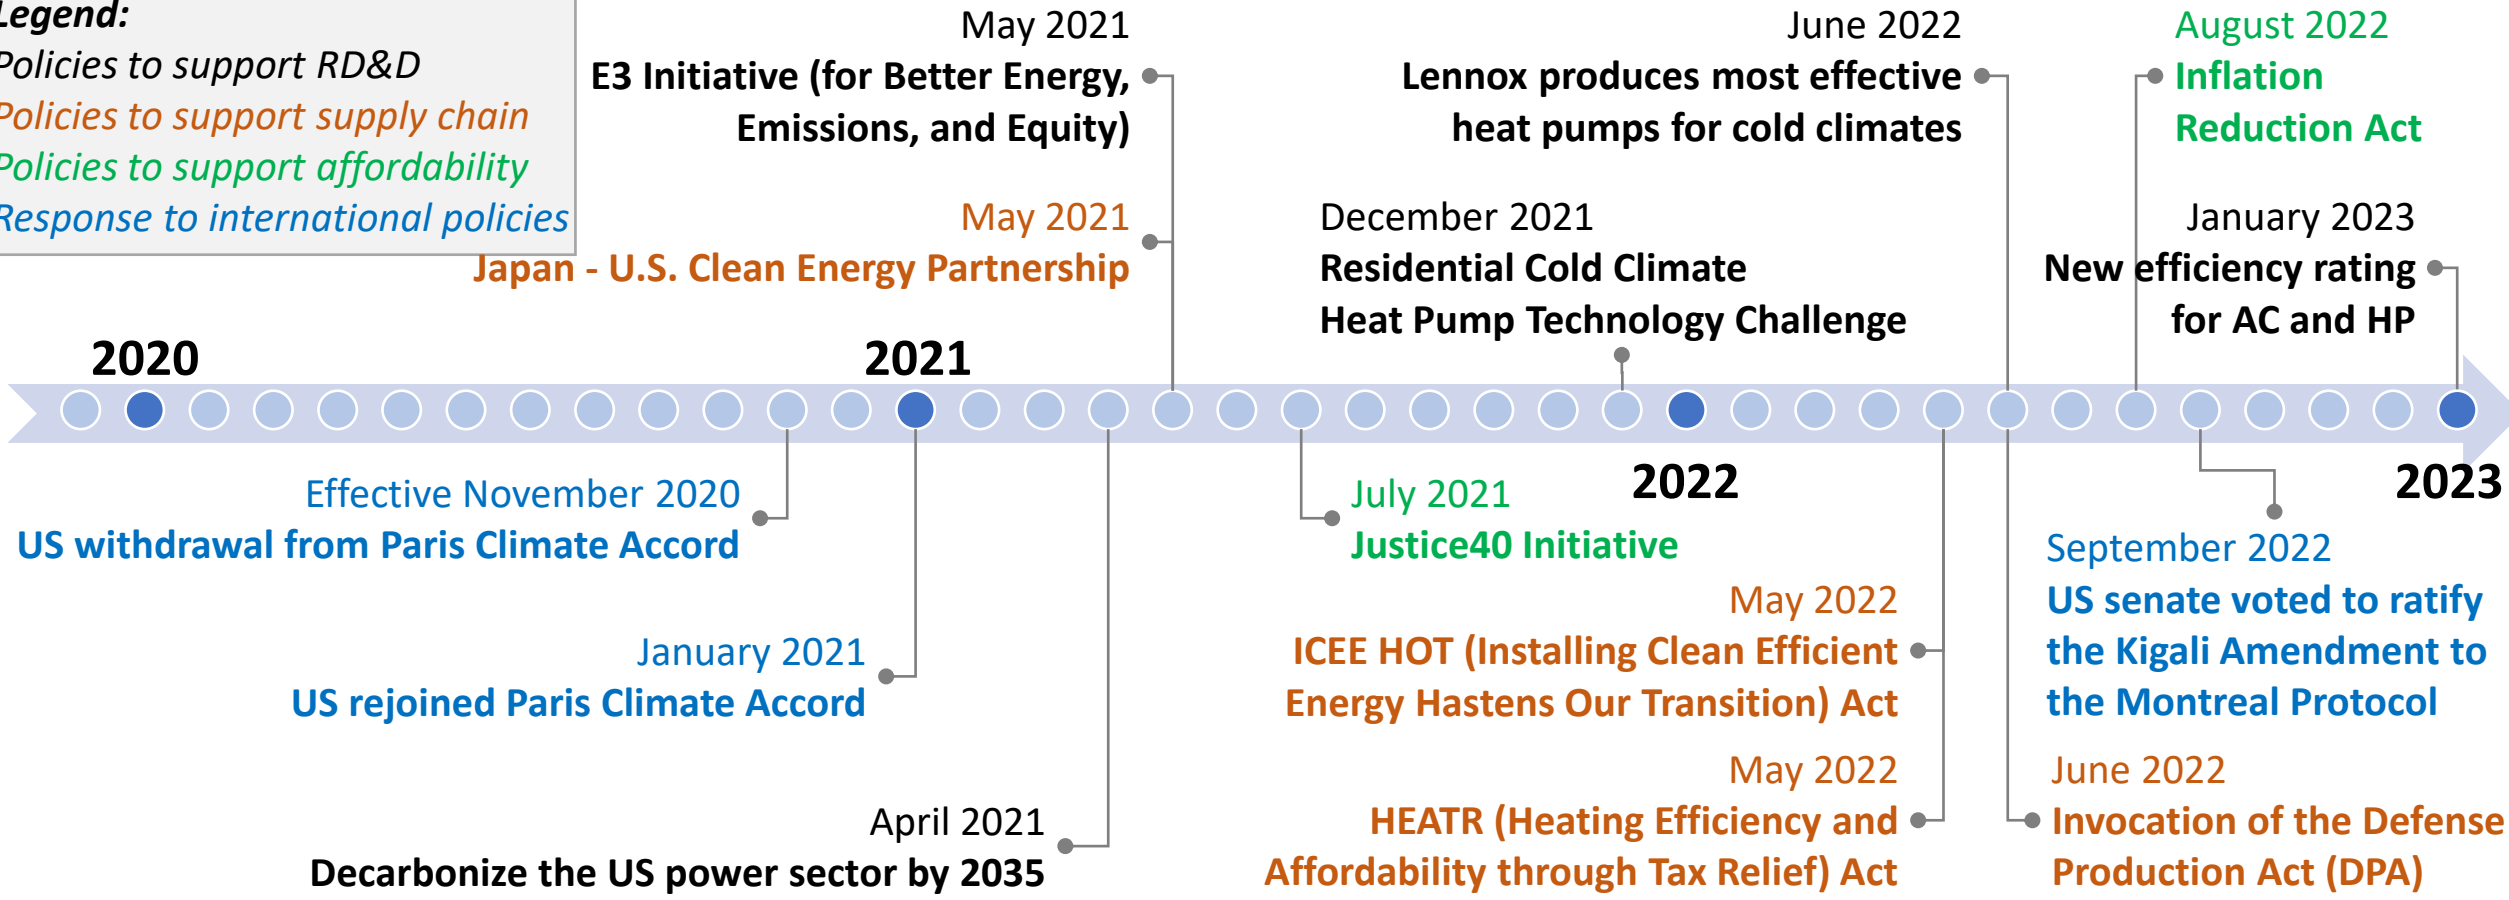 Legend:
Policies to support RD&D
Policies to support supply chain
Policies to support affordability
Response to international policies
May 2021
E3 Initiative (for Better Energy,
Emissions, and Equity)
May 2021
Japan - U.S. Clean Energy Partnership
June 2022
Lennox produces most effective
heat pumps for cold climates
August 2022
Inflation
Reduction Act
December 2021
Residential Cold Climate
Heat Pump Technology Challenge
January 2023
New efficiency rating
for AC and HP
2020
2021
2022
2023
Effective November 2020
US withdrawal from Paris Climate Accord
January 2021
US rejoined Paris Climate Accord
April 2021
Decarbonize the US power sector by 2035
July 2021
Justice40 Initiative
May 2022
ICEE HOT (Installing Clean Efficient
Energy Hastens Our Transition) Act
May 2022
HEATR (Heating Efficiency and
Affordability through Tax Relief) Act
September 2022
US senate voted to ratify
the Kigali Amendment to
the Montreal Protocol
June 2022
Invocation of the Defense
Production Act (DPA)